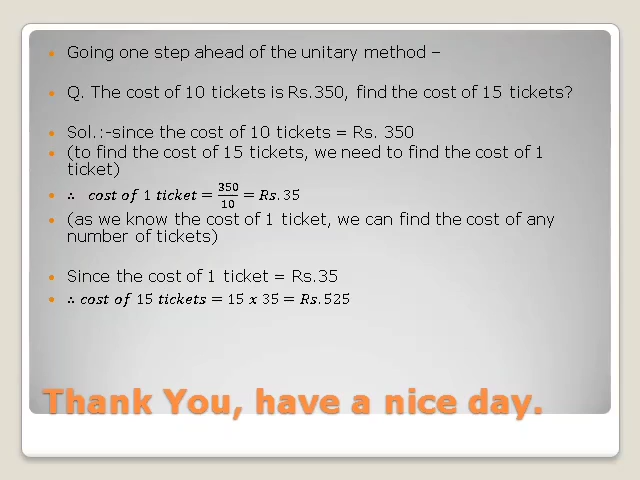 Going one step ahead of the unitary method –
Q. The cost of 10 tickets is Rs.350, find the cost of 15 tickets?
Sol.:-since the cost of 10 tickets = Rs. 350
(to find the cost of 15 tickets, we need to find the cost of 1
ticket)
∴ cost of 1 ticket = 350/10 = Rs.35
(as we know the cost of 1 ticket, we can find the cost of any
number of tickets)
Since the cost of 1 ticket = Rs.35
∴ cost of 15 tickets = 15 x 35 = Rs.525
Thank You, have a nice day.